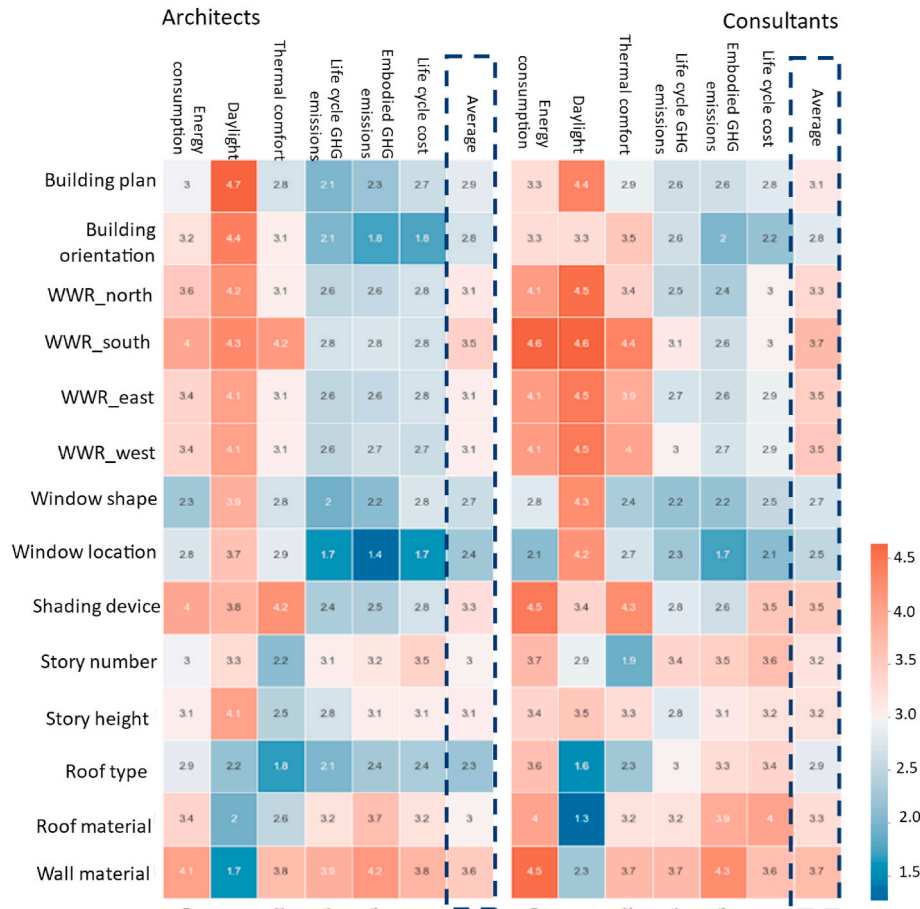 Architects
Consultants
Energy consumption
Daylight
Thermal comfort
Life cycle GHG emissions
Embodied GHG emissions
Life cycle cost
Average
Energy consumption
Daylight
Thermal comfort
Life cycle GHG emissions
Embodied GHG emissions
Life cycle cost
Average
Building plan 3 4.7 2.8 2.1 2.3 2.7 2.9 3.3 4.4 2.9 2.6 2.6 2.8 3.1
Building orientation 3.2 4.4 3.1 2.1 1.8 1.8 2.8 3.3 3.3 3.5 2.6 2 2.2 2.8
WWR_north 3.6 4.2 3.1 2.6 2.6 2.8 3.1 4.1 4.5 3.4 2.5 2.4 3 3.3
WWR_south 4 4.3 4.2 2.8 2.8 2.8 3.5 4.6 4.6 4.4 3.1 2.6 3 3.7
WWR_east 3.4 4.1 3.1 2.6 2.6 2.8 3.1 4.1 4.5 3.9 2.7 2.6 2.9 3.5
WWR_west 3.4 4.1 3.1 2.6 2.7 2.7 3.1 4.1 4.5 4 3 2.7 2.9 3.5
Window shape 2.3 3.9 2.8 2 2.2 2.8 2.7 2.8 4.3 2.4 2.2 2.2 2.5 2.7
Window location 2.8 3.7 2.9 1.7 1.4 1.7 2.4 2.1 4.2 2.7 2.3 1.7 2.1 2.5
Shading device 4 3.8 4.2 2.4 2.5 2.8 3.3 4.5 3.4 4.3 2.8 2.6 3.5 3.5
Story number 3 3.3 2.2 3.1 3.2 3.5 3 3.7 2.9 1.9 3.4 3.5 3.6 3.2
Story height 3.1 4.1 2.5 2.8 3.1 3.1 3.1 3.4 3.5 3.3 2.8 3.1 3.2 3.2
Roof type 2.9 2.2 1.8 2.1 2.4 2.4 2.3 3.6 1.6 2.3 3 3.3 3.4 2.9
Roof material 3.4 2 2.6 3.2 3.7 3.2 3 4 1.3 3.2 3.2 3.9 4 3.3
Wall material 4.1 1.7 3.8 3.9 4.2 3.8 3.6 4.5 2.3 3.7 3.7 4.3 3.6 3.7
4.5
4.0
3.5
3.0
2.5
2.0
1.5